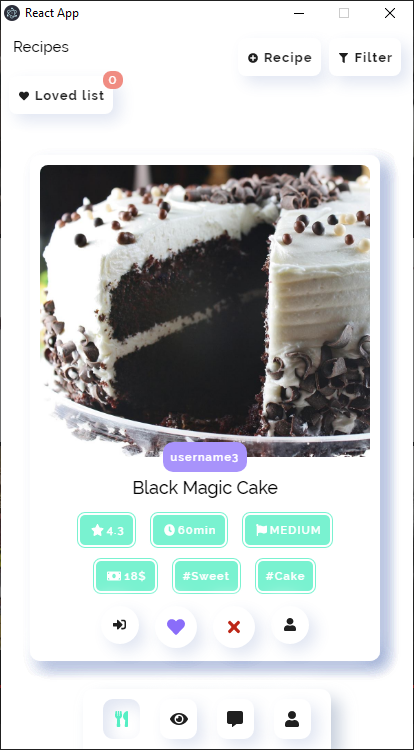 React App
Recipes
Recipe
Filter
Loved list
0
username3
Black Magic Cake
4.3
60min
MEDIUM
18$
#Sweet
#Cake